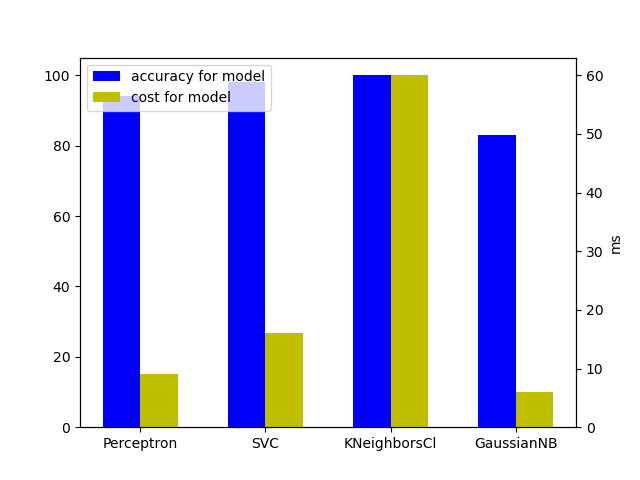 accuracy for model
cost for model
100
80
60
40
20
0
60
50
40
30
20
10
0
ms
Perceptron
SVC
KNeighborsCl
GaussianNB